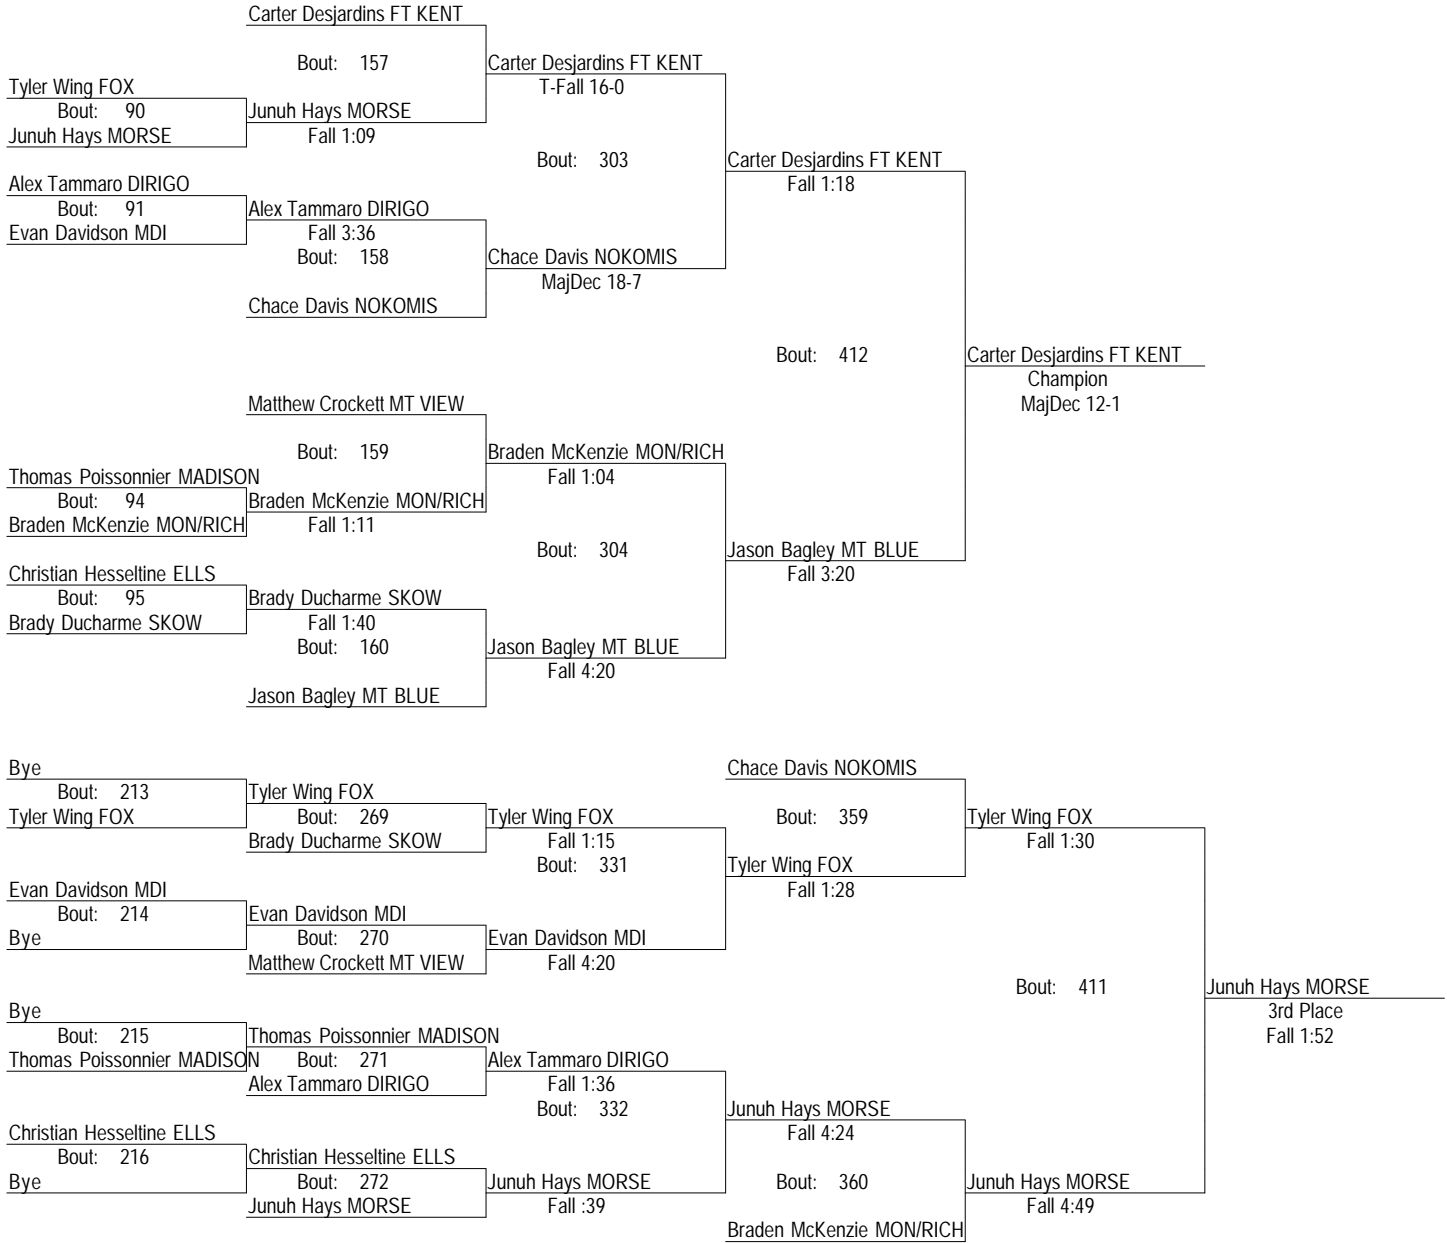 Carter Desjardins FT KENT
Bout: 157
Carter Desjardins FT KENT
T-Fall 16-0
Tyler Wing FOX
Bout: 90
Junuh Hays MORSE
Junuh Hays MORSE
Fall 1:09
Bout: 303
Carter Desjardins FT KENT
Fall 1:18
Alex Tammaro DIRIGO
Bout: 91
Evan Davidson MDI
Alex Tammaro DIRIGO
Fall 3:36
Bout: 158
Chace Davis NOKOMIS
MajDec 18-7
Chace Davis NOKOMIS
Bout: 412
Carter Desjardins FT KENT
Champion
MajDec 12-1
Matthew Crockett MT VIEW
Bout: 159
Braden McKenzie MON/RICH
Fall 1:04
Thomas Poissonnier MADISON
Bout: 94
Braden McKenzie MON/RICH
Braden McKenzie MON/RICH
Fall 1:11
Bout: 304
Jason Bagley MT BLUE
Fall 3:20
Christian Hesseltine ELLS
Bout: 95
Brady Ducharme SKOW
Brady Ducharme SKOW
Fall 1:40
Bout: 160
Jason Bagley MT BLUE
Fall 4:20
Jason Bagley MT BLUE
Bye
Bout: 213
Tyler Wing FOX
Tyler Wing FOX
Bout: 269
Brady Ducharme SKOW
Tyler Wing FOX
Fall 1:15
Bout: 331
Chace Davis NOKOMIS
Bout: 359
Tyler Wing FOX
Fall 1:28
Tyler Wing FOX
Fall 1:30
Evan Davidson MDI
Bout: 214
Bye
Evan Davidson MDI
Bout: 270
Matthew Crockett MT VIEW
Evan Davidson MDI
Fall 4:20
Bout: 411
Junuh Hays MORSE
3rd Place
Fall 1:52
Bye
Bout: 215
Thomas Poissonnier MADISON
Thomas Poissonnier MADISON
Bout: 271
Alex Tammaro DIRIGO
Alex Tammaro DIRIGO
Fall 1:36
Bout: 332
Junuh Hays MORSE
Fall 4:24
Christian Hesseltine ELLS
Bout: 216
Bye
Christian Hesseltine ELLS
Bout: 272
Junuh Hays MORSE
Junuh Hays MORSE
Fall :39
Bout: 360
Braden McKenzie MON/RICH
Junuh Hays MORSE
Fall 4:49